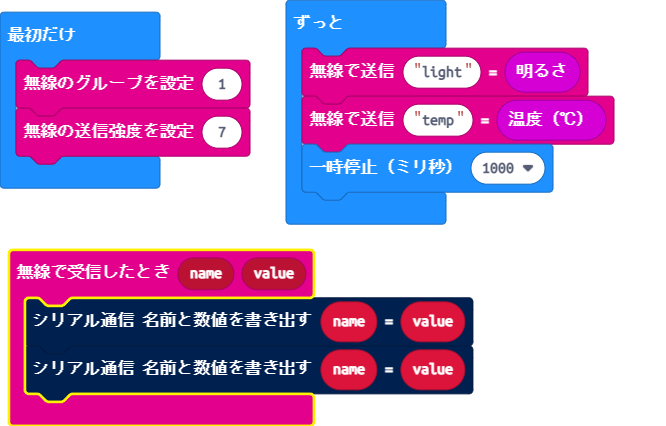 最初だけ
無線のグループを設定 1
無線の送信強度を設定 7
ずっと
無線で送信 "light" = 明るさ
無線で送信 "temp" = 温度（℃）
一時停止（ミリ秒） 1000
無線で受信したとき name value
シリアル通信 名前と数値を書き出す name = value
シリアル通信 名前と数値を書き出す name = value